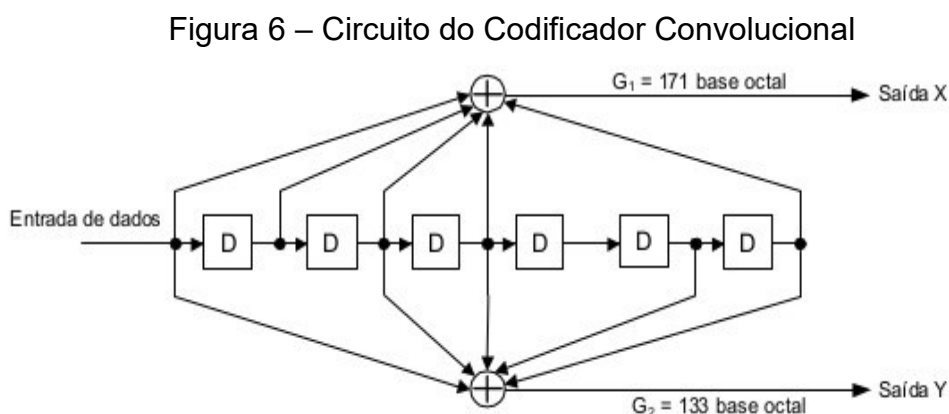 Figura 6 – Circuito do Codificador Convolucional
G₁ = 171 base octal
Saída X
Entrada de dados
D D D D D D
G₂ = 133 base octal
Saída Y